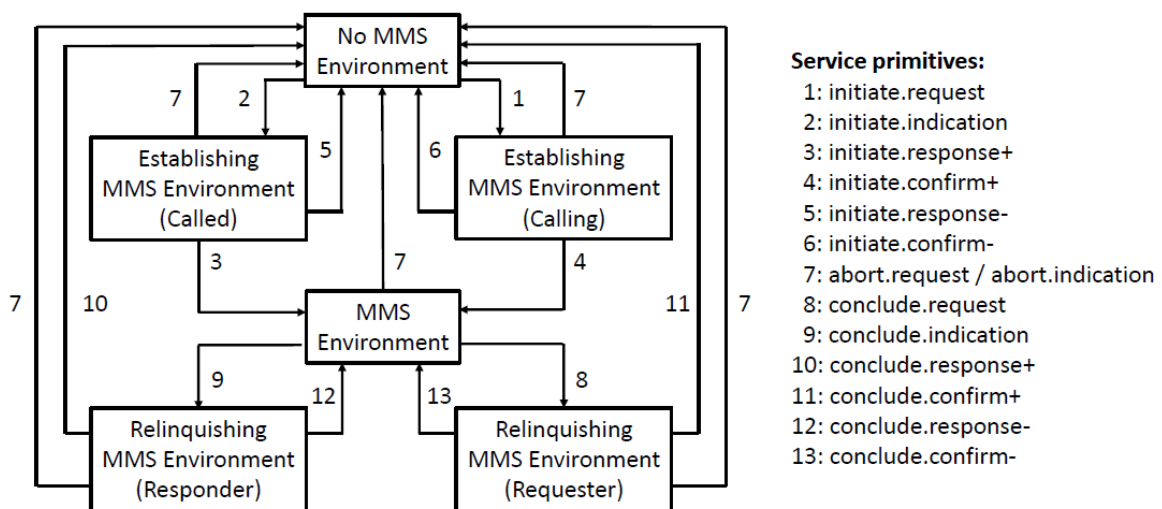 No MMS
Environment
7
2
1
7
Establishing
MMS Environment
(Called)
5
6
Establishing
MMS Environment
(Calling)
3
7
4
7
10
MMS
Environment
11
7
9
12
13
8
Relinquishing
MMS Environment
(Responder)
Relinquishing
MMS Environment
(Requester)
Service primitives:
1: initiate.request
2: initiate.indication
3: initiate.response+
4: initiate.confirm+
5: initiate.response-
6: initiate.confirm-
7: abort.request / abort.indication
8: conclude.request
9: conclude.indication
10: conclude.response+
11: conclude.confirm+
12: conclude.response-
13: conclude.confirm-